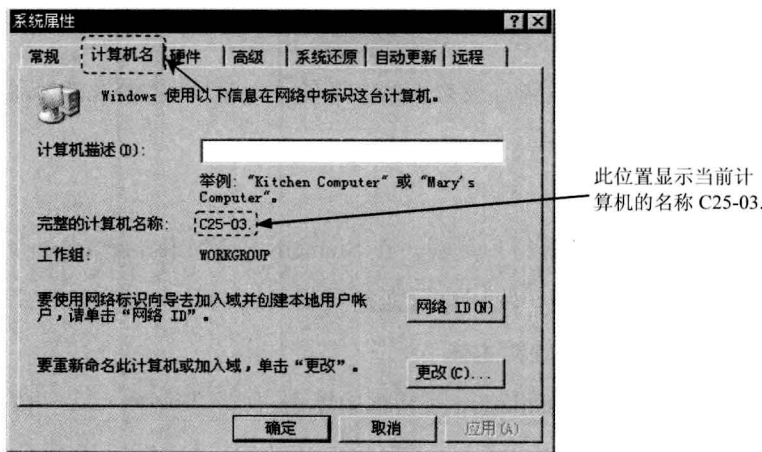 系统属性
常规 计算机名 硬件 高级 系统还原 自动更新 远程
Windows 使用以下信息在网络中标识这台计算机。
计算机描述(D):
举例: "Kitchen Computer" 或 "Mary's
Computer"。
此位置显示当前计
算机的名称 C25-03.
完整的计算机名称: C25-03.
工作组: WORKGROUP
要使用网络标识向导去加入域并创建本地用户帐
户，请单击“网络 ID”。
网络 ID(N)
要重新命名此计算机或加入域，单击“更改”。
更改(C)...
确定 取消 应用(A)